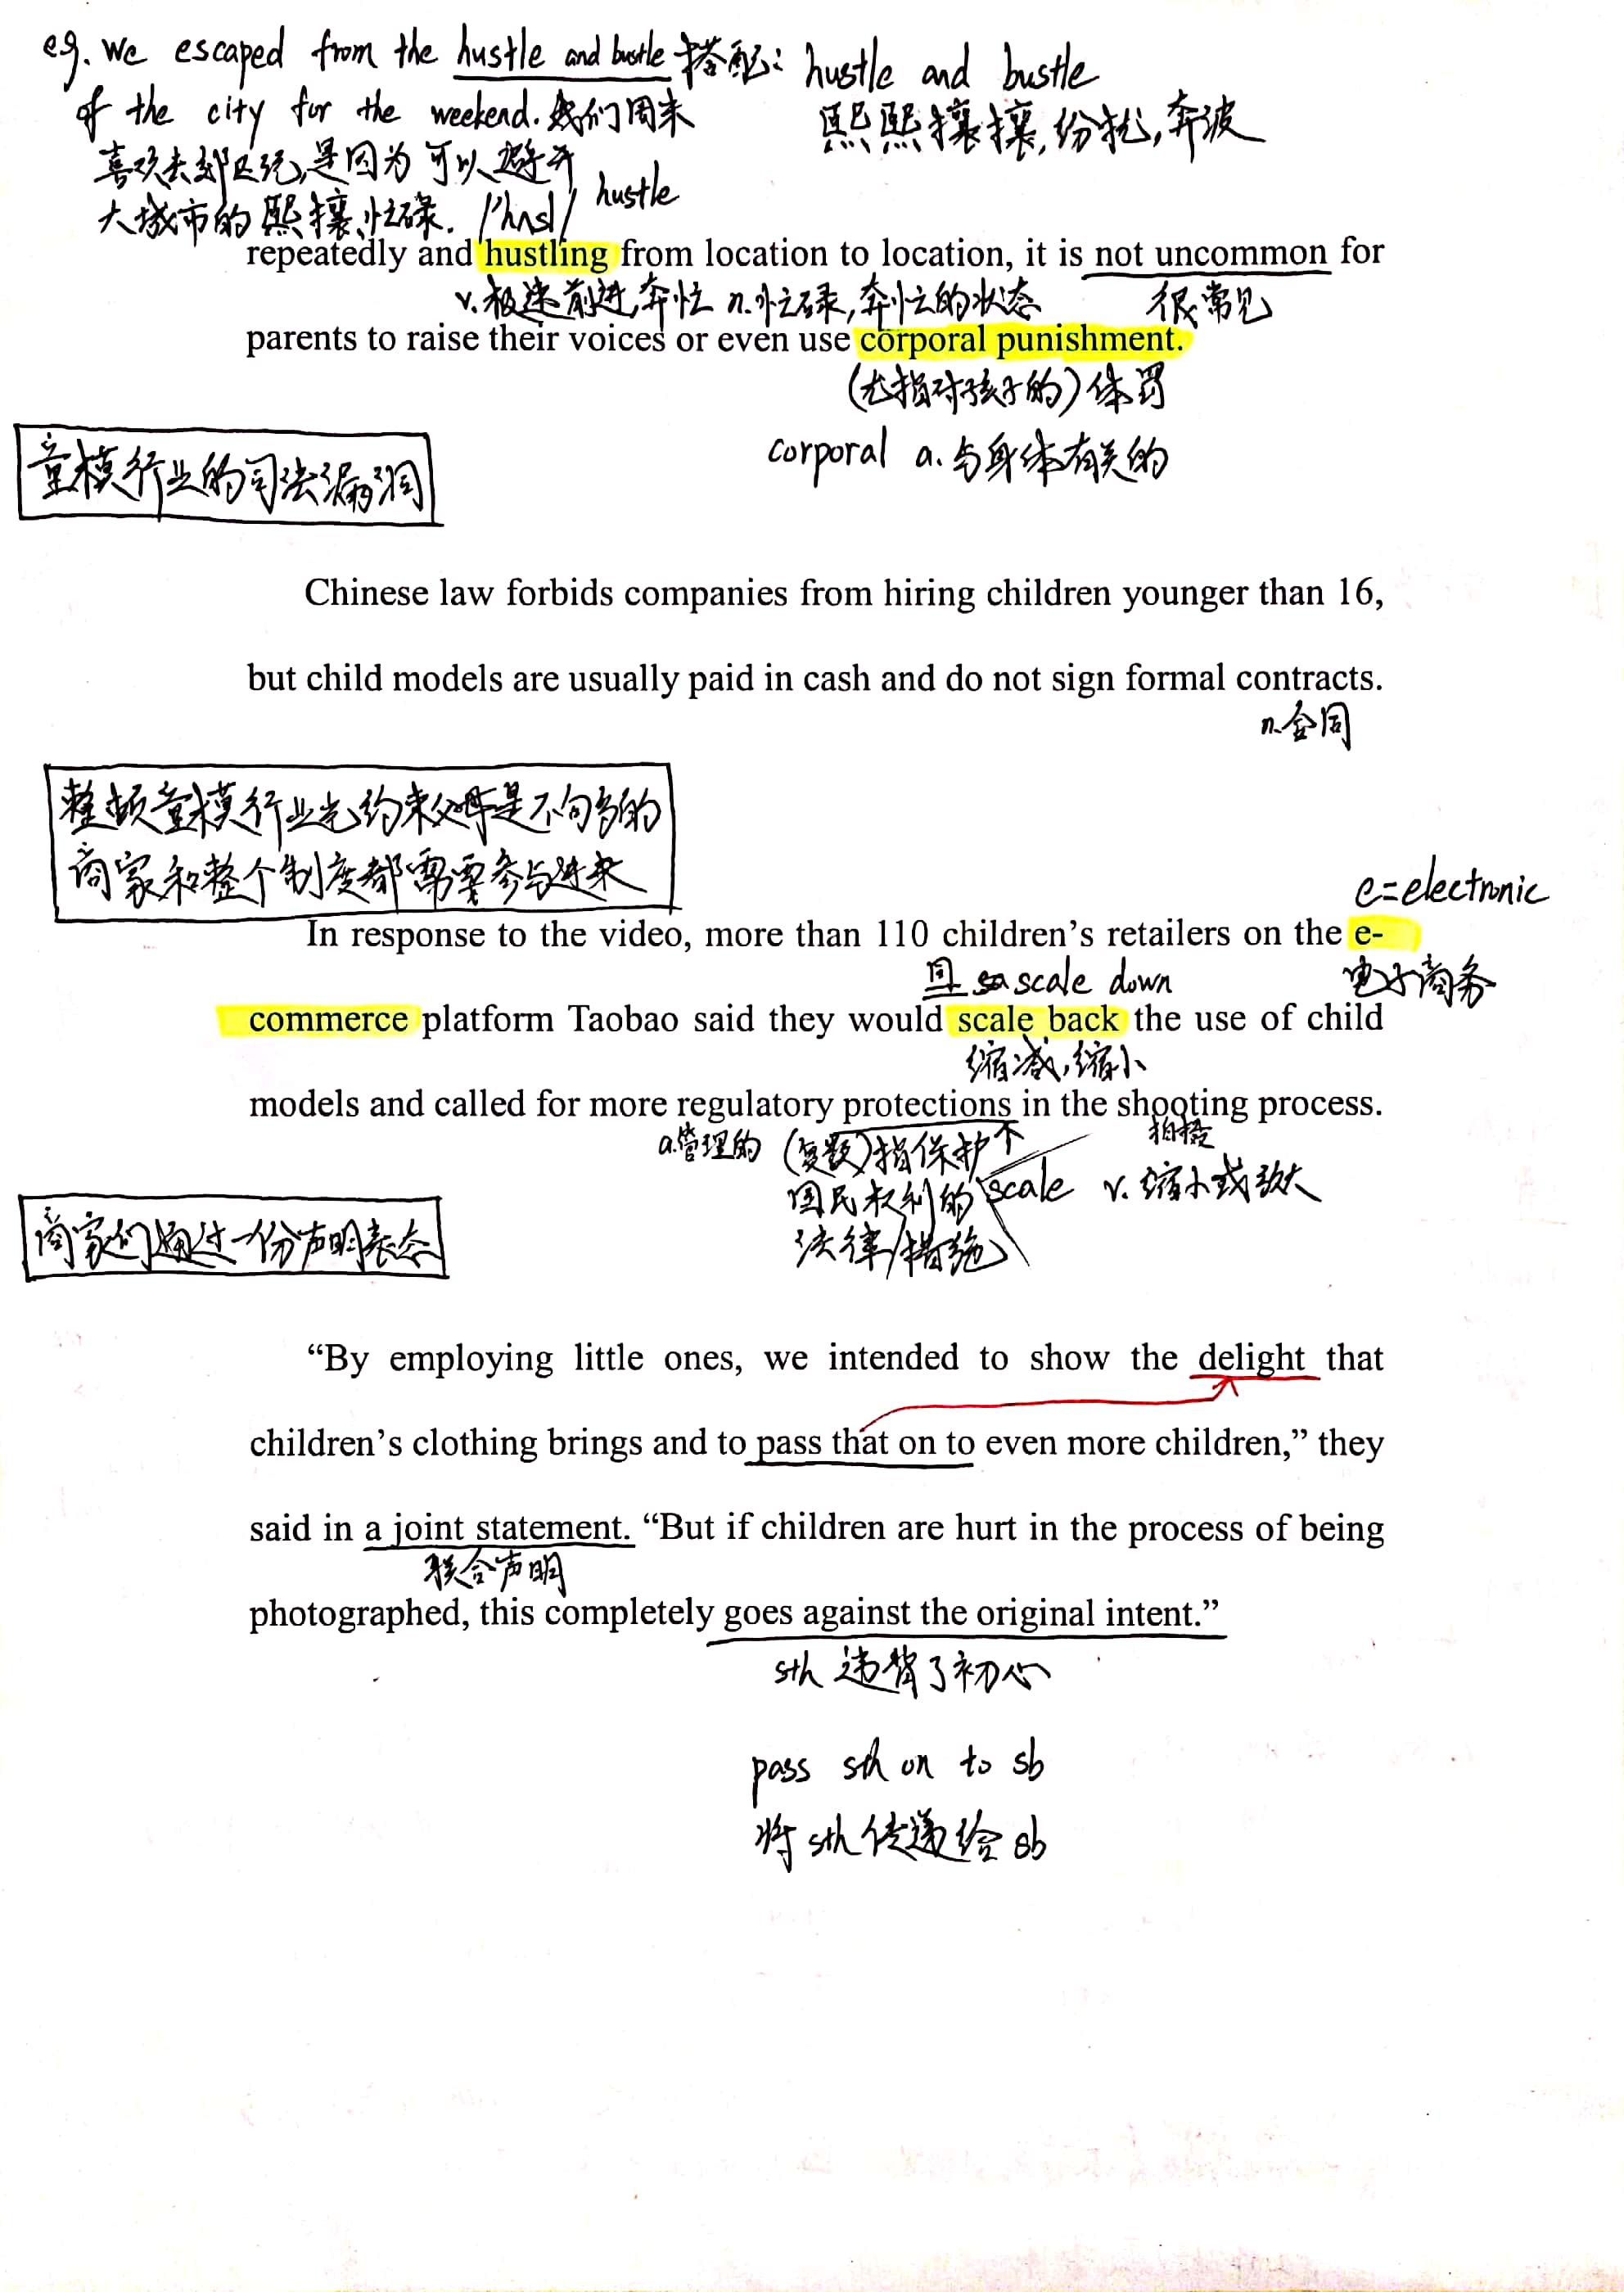 eg. We escaped from the hustle and bustle 搭配: hustle and bustle
of the city for the weekend. 我们周末 熙熙攘攘,纷扰,奔波
喜欢去郊区玩,是因为可以避开
大城市的熙攘、忙碌. /'hʌsl/ hustle
repeatedly and hustling from location to location, it is not uncommon for
v.极速前进,奔忙 n.忙碌,奔忙的状态 很常见
parents to raise their voices or even use corporal punishment.
(尤指对孩子的)体罚
corporal a.与身体有关的
童模行业的司法漏洞
Chinese law forbids companies from hiring children younger than 16,
but child models are usually paid in cash and do not sign formal contracts.
n.合同
整顿童模行业光约束父母是不够的
商家和整个制度都需要参与进来
e=electronic
In response to the video, more than 110 children's retailers on the e-
同 scale down 电子商务
commerce platform Taobao said they would scale back the use of child
缩减,缩小
models and called for more regulatory protections in the shooting process.
a.管理的 (复数)指保护 拍摄
国民权利的 scale v. 缩小或放大
法律/措施
商家们通过一份声明表态
“By employing little ones, we intended to show the delight that
children's clothing brings and to pass that on to even more children,” they
said in a joint statement. “But if children are hurt in the process of being
联合声明
photographed, this completely goes against the original intent.”
sth 违背了初心
pass sth on to sb
将sth传递给sb